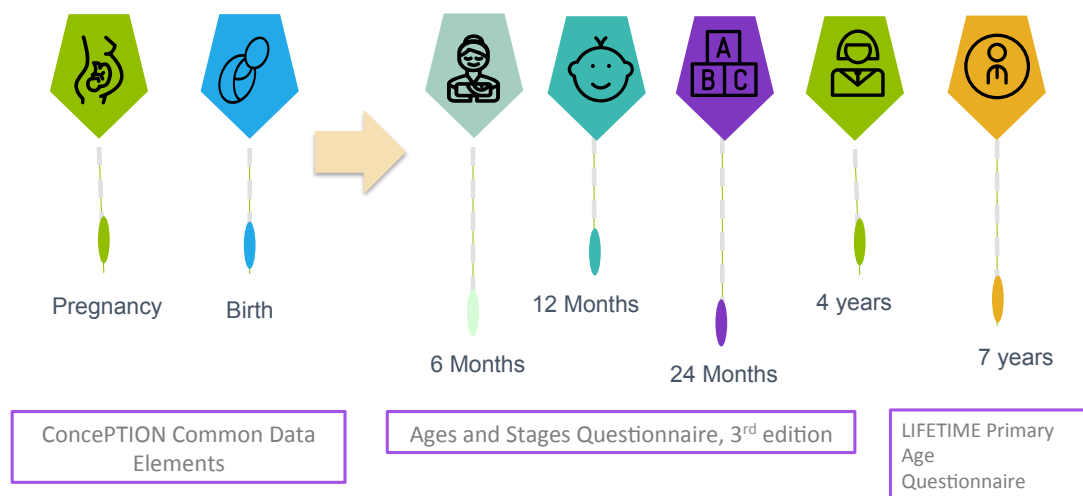 A
B C
Pregnancy
Birth
6 Months
12 Months
24 Months
4 years
7 years
ConcePTION Common Data
Elements
Ages and Stages Questionnaire, 3rd edition
LIFETIME Primary
Age
Questionnaire